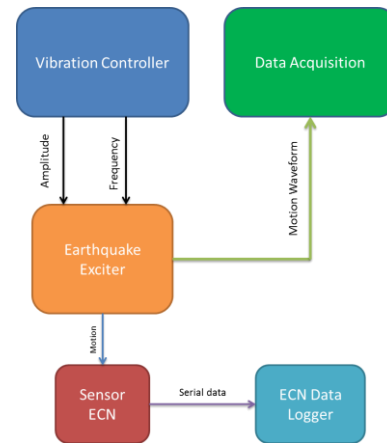 Vibration Controller
Data Acquisition
Amplitude
Frequency
Motion Waveform
Earthquake
Exciter
Motion
Sensor
ECN
Serial data
ECN Data
Logger